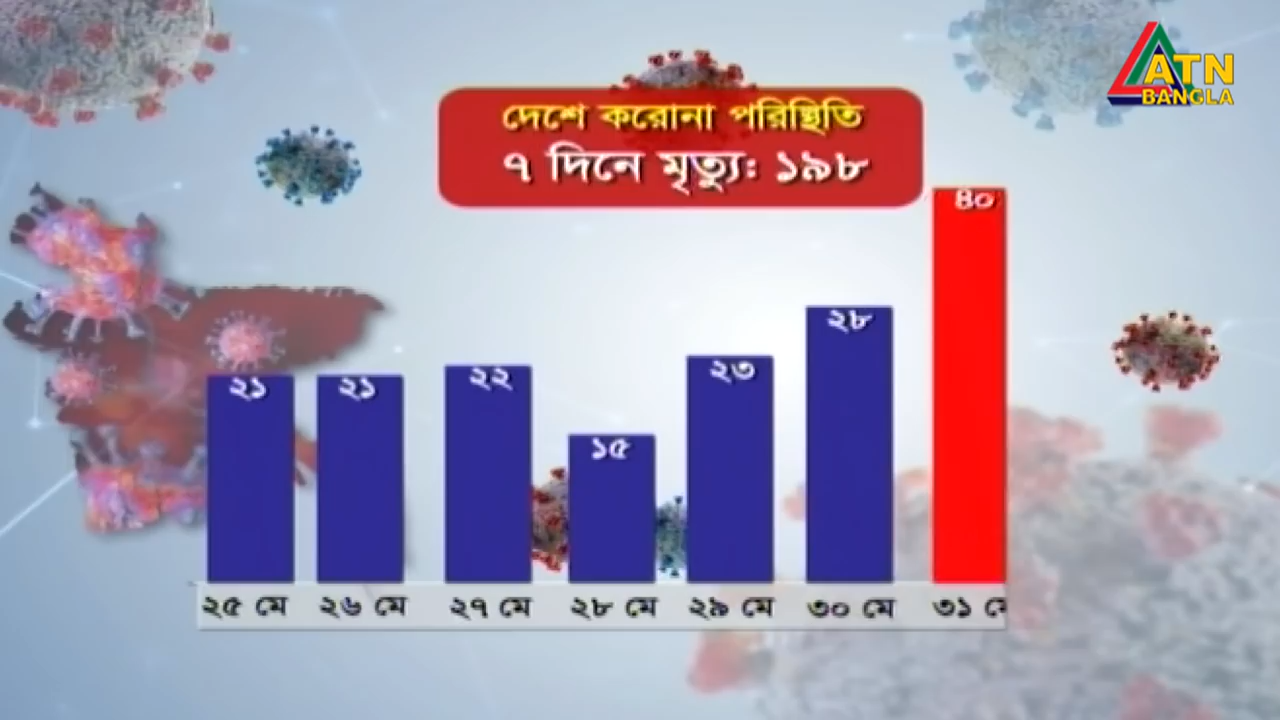 ATN
BANGLA
দেশে করোনা পরিস্থিতি
৭ দিনে মৃত্যু: ১৯৮
৪০
২৮
২৩
২২
২১
২১
১৫
২৫ মে
২৬ মে
২৭ মে
২৮ মে
২৯ মে
৩০ মে
৩১ মে